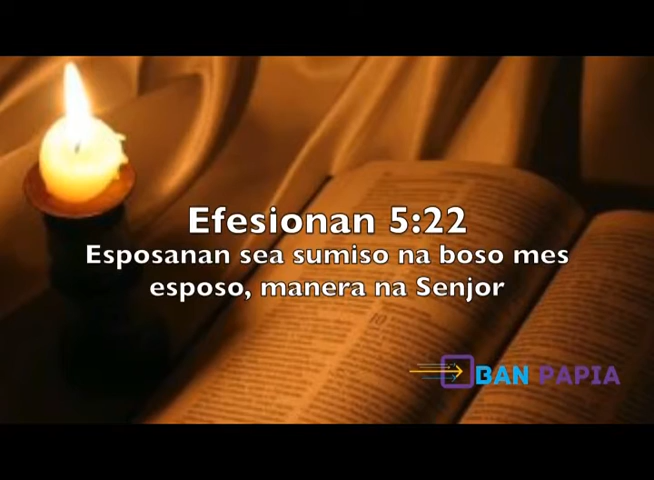 Efesionan 5:22
Esposanan sea sumiso na boso mes
esposo, manera na Senjor
BAN PAPIA